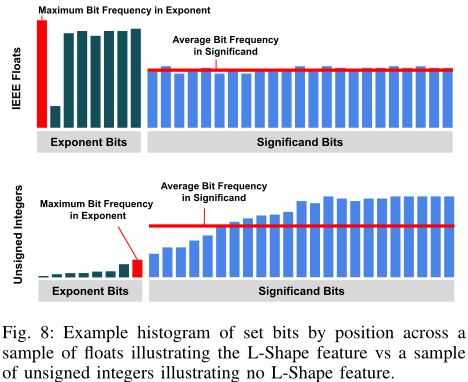 Maximum Bit Frequency in Exponent
IEEE Floats
Average Bit Frequency
in Significand
Exponent Bits
Significand Bits
Unsigned Integers
Maximum Bit Frequency
in Exponent
Average Bit Frequency
in Significand
Exponent Bits
Significand Bits
Fig. 8: Example histogram of set bits by position across a
sample of floats illustrating the L-Shape feature vs a sample
of unsigned integers illustrating no L-Shape feature.